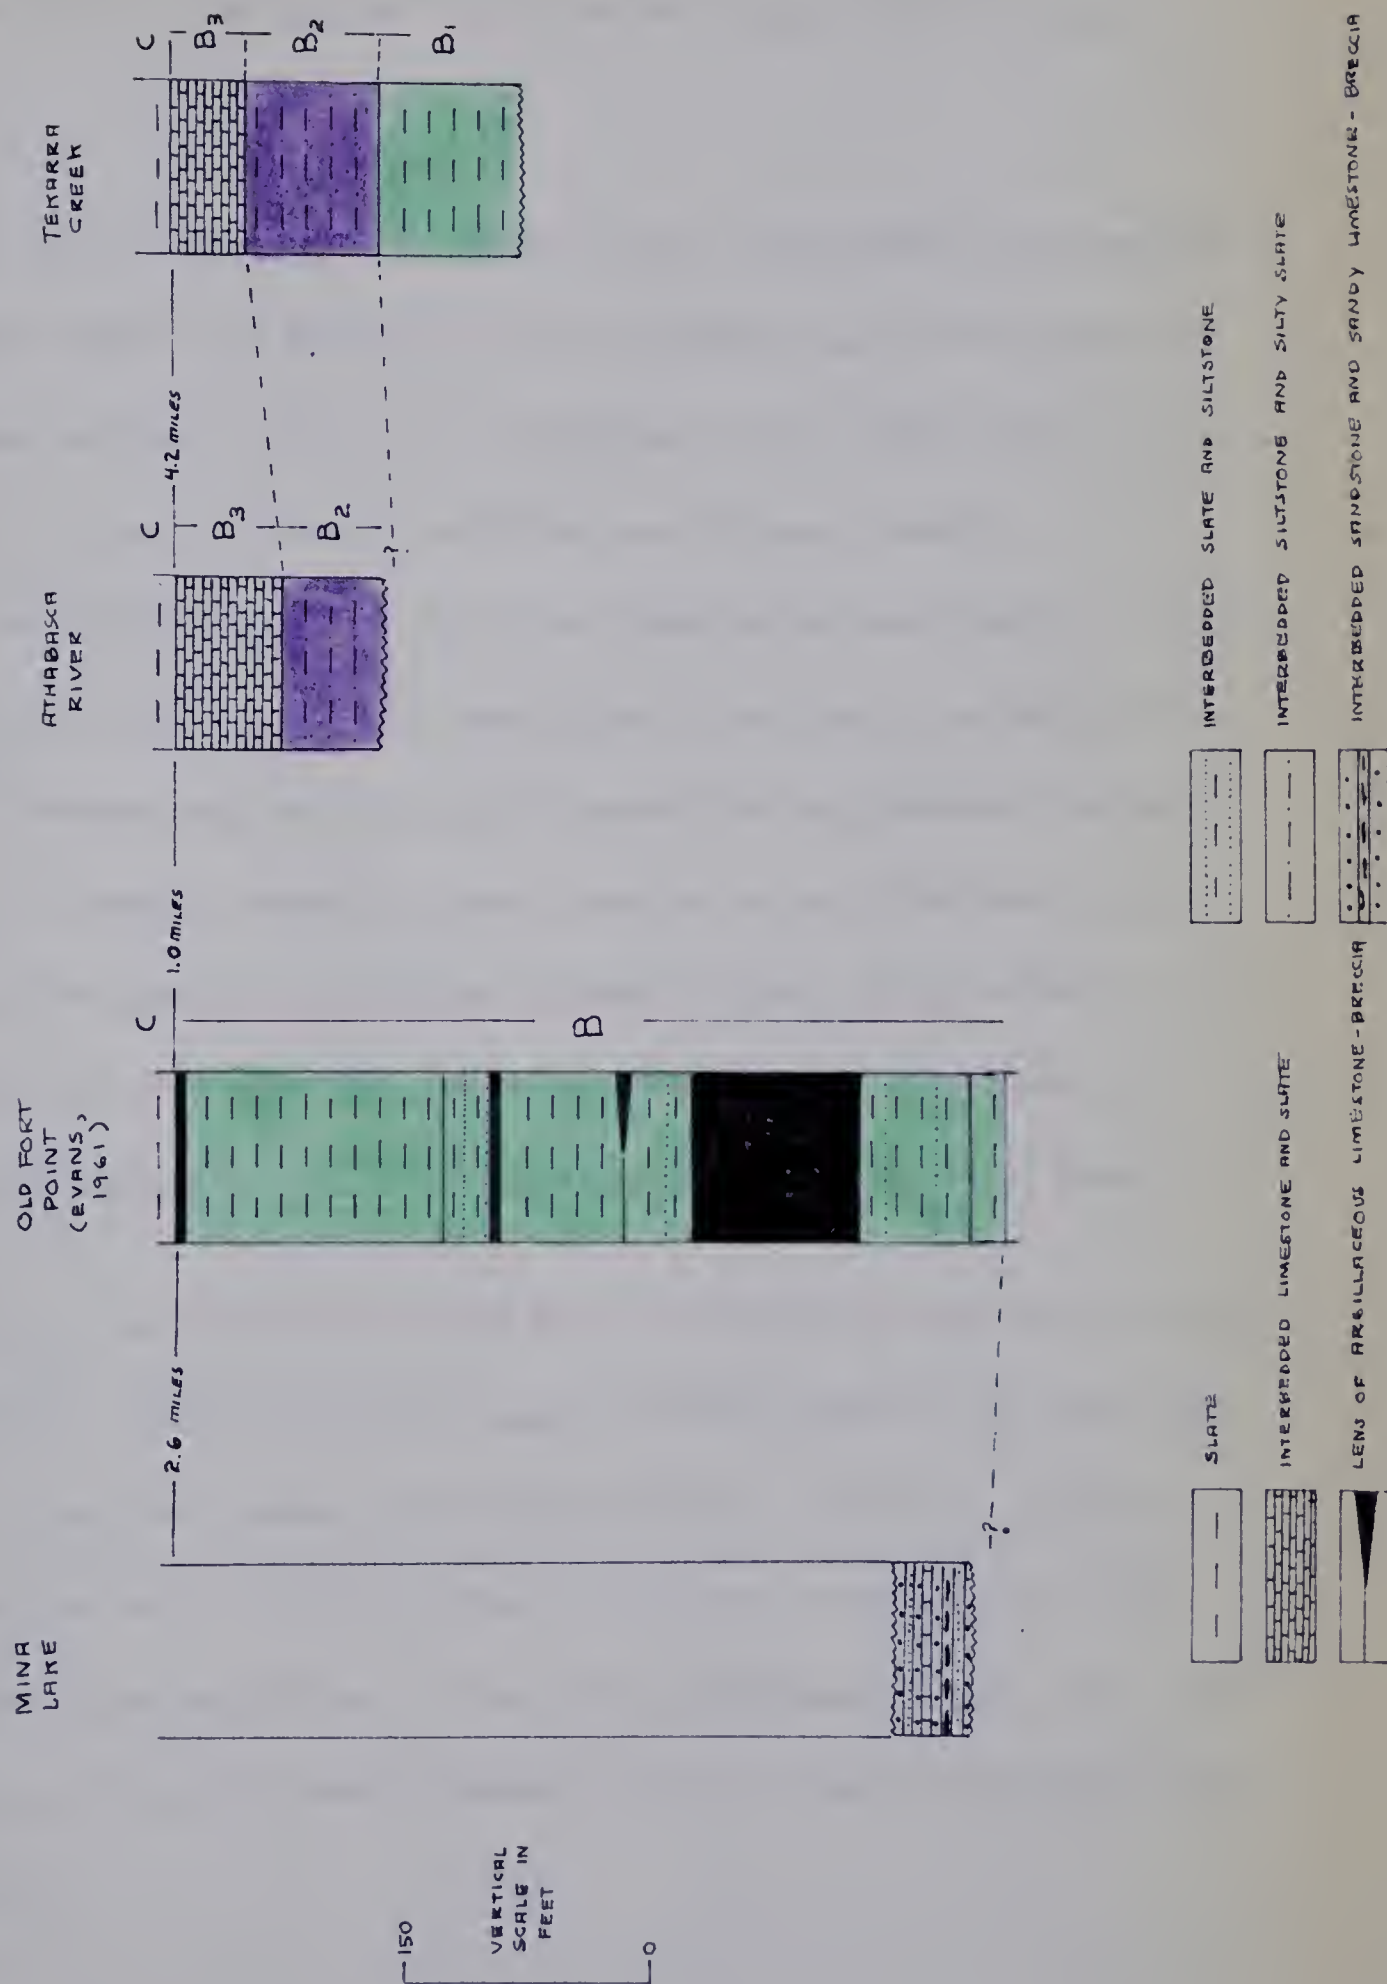 MINA
LAKE
OLD FORT
POINT
(EVANS,
1961)
ATHABASCA
RIVER
TEKARRA
CREEK
C
C
C
2.6 MILES
1.0 MILES
4.2 MILES
B
B3
B2
B3
B2
B1
?
?
150
VERTICAL
SCALE IN
FEET
0
SLATE
INTERBEDDED LIMESTONE AND SLATE
LENS OF ARGILLACEOUS LIMESTONE-BRECCIA
INTERBEDDED SLATE AND SILTSTONE
INTERBEDDED SILTSTONE AND SILTY SLATE
INTERBEDDED SANDSTONE AND SANDY LIMESTONE-BRECCIA